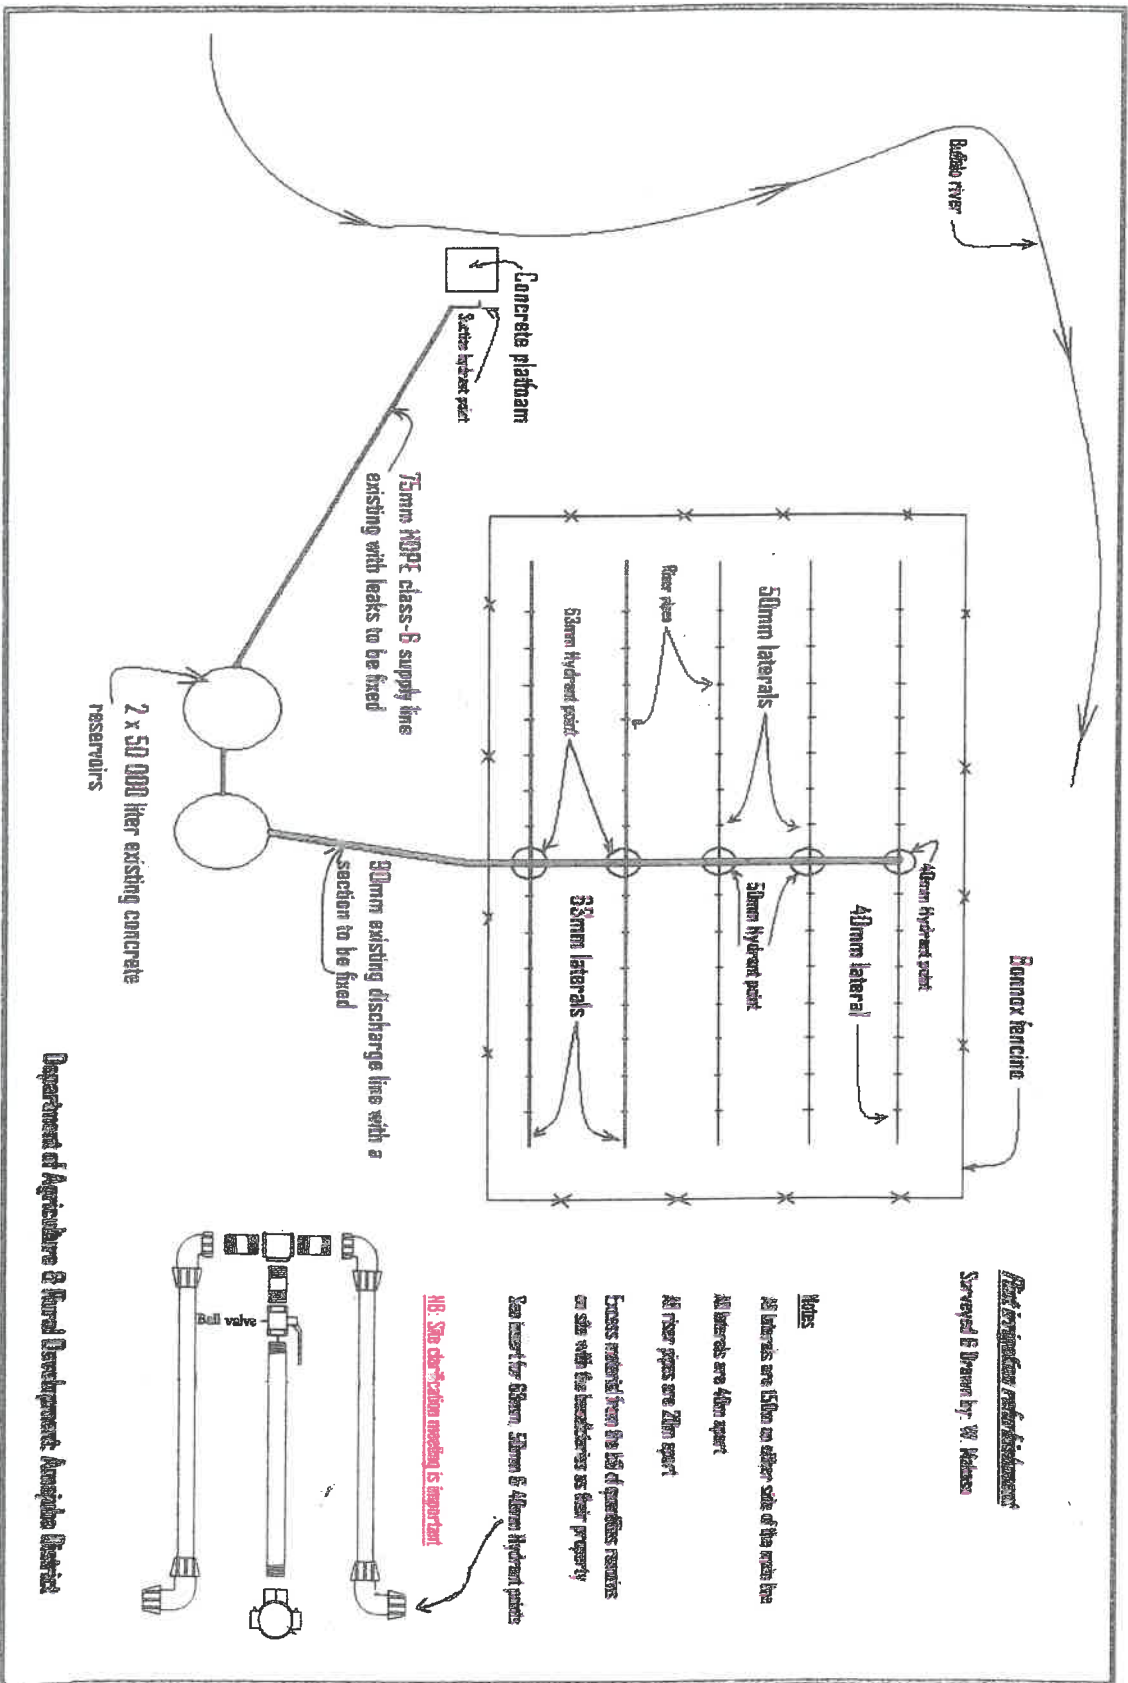 Buffalo river
Concrete platfoam
Suction hydrant point
75mm HDPE class-6 supply line
existing with leaks to be fixed
2 x 50 000 liter existing concrete
reservoirs
90mm existing discharge line with a
section to be fixed
Bonnox fencing
50mm laterals
Riser pipes
63mm Hydrant point
40mm Hydrant point
50mm Hydrant point
40mm lateral
63mm laterals
Surveyed & Drawn by: W.
Notes
All laterals are 150m on either side of the main line
All laterals are 40m apart
All riser pipes are 20m apart
Excess material from the bill of quantities remains
on site with the beneficiaries as their property
See insert for 63mm, 50mm & 40mm Hydrant points
NB: Site clarification meeting is important
Ball valve
Department of Agriculture & Rural Development: Amajuba District